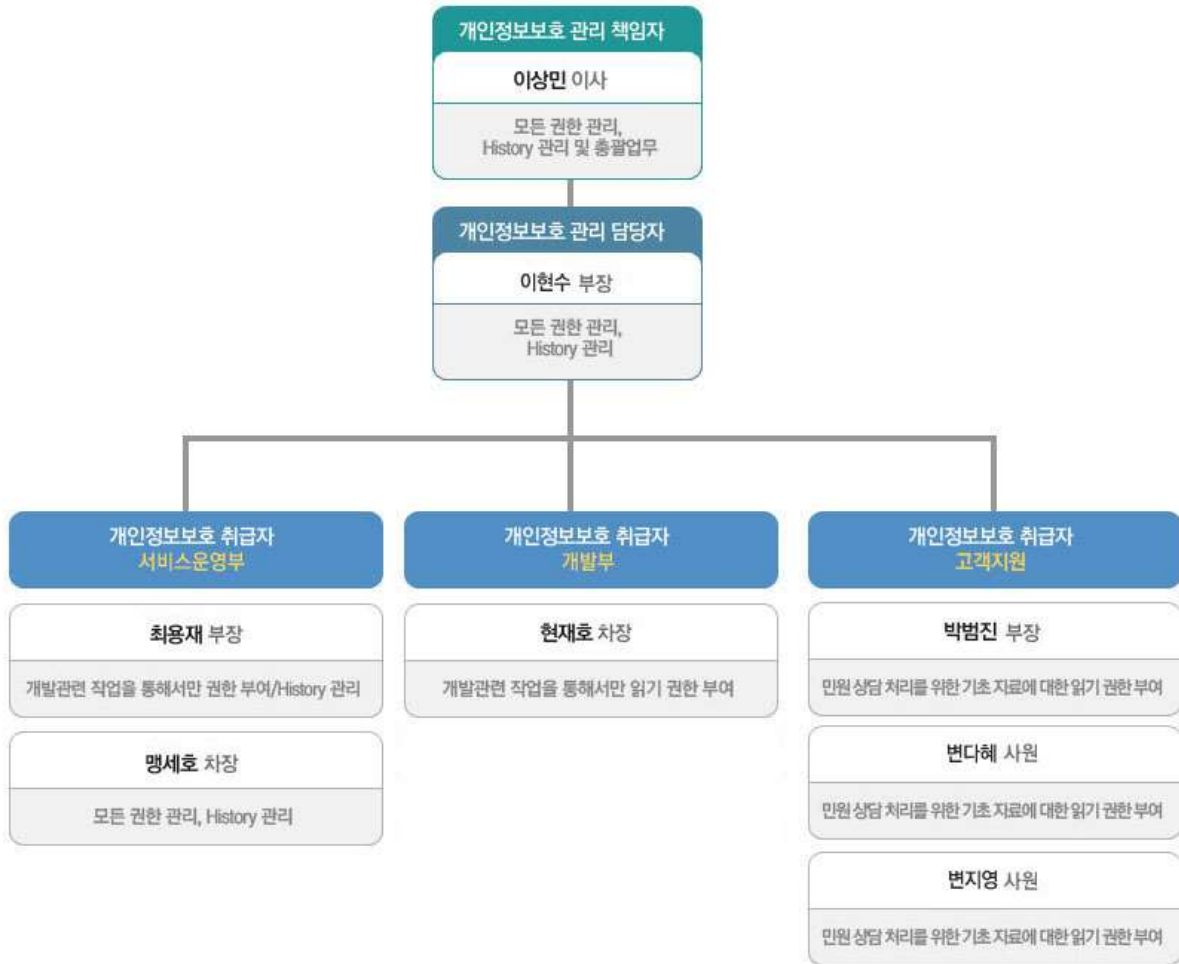 개인정보보호 관리 책임자
이상민 이사
모든 권한 관리,
History 관리 및 총괄업무
개인정보보호 관리 담당자
이현수 부장
모든 권한 관리,
History 관리
개인정보보호 취급자
서비스운영부
최용재 부장
개발관련 작업을 통해서만 권한 부여/History 관리
맹세호 차장
모든 권한 관리, History 관리
개인정보보호 취급자
개발부
현재호 차장
개발관련 작업을 통해서만 읽기 권한 부여
개인정보보호 취급자
고객지원
박범진 부장
민원 상담 처리를 위한 기초 자료에 대한 읽기 권한 부여
변다혜 사원
민원 상담 처리를 위한 기초 자료에 대한 읽기 권한 부여
변지영 사원
민원 상담 처리를 위한 기초 자료에 대한 읽기 권한 부여